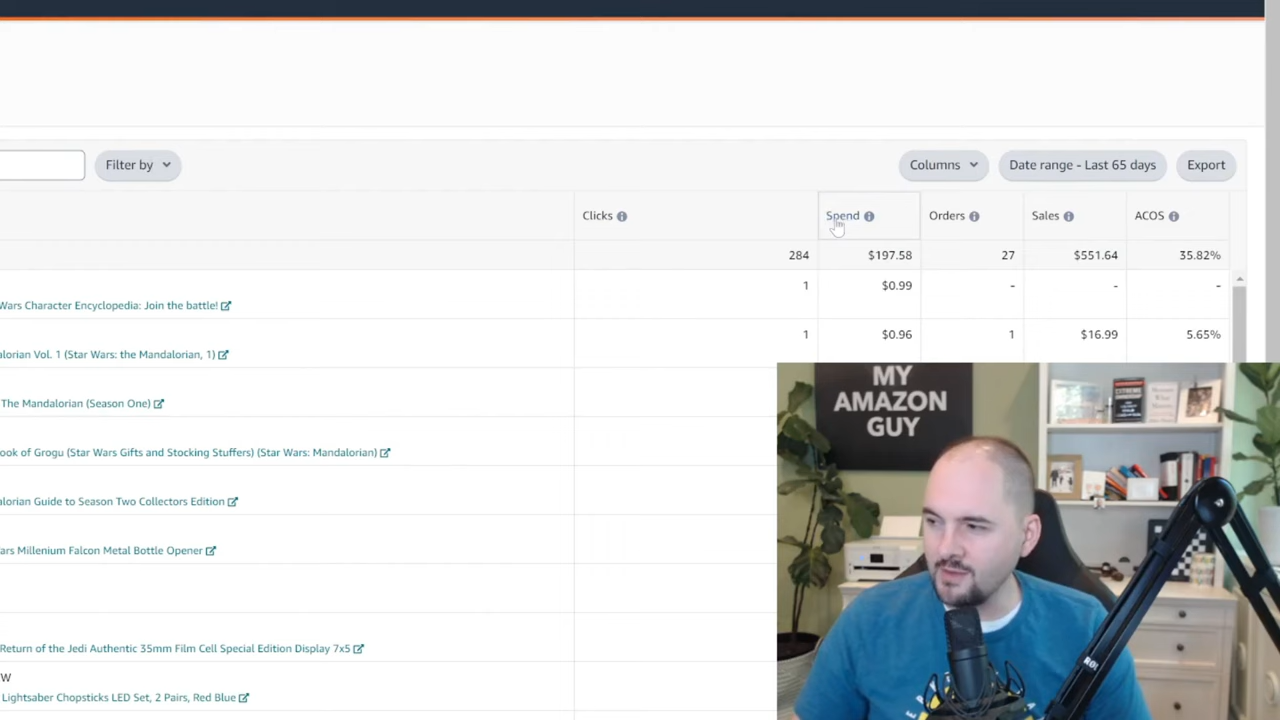 Filter by
Columns
Date range - Last 65 days
Export
Clicks
Spend
Orders
Sales
ACOS
284
$197.58
27
$551.64
35.82%
1
$0.99
-
-
-
Wars Character Encyclopedia: Join the battle!
1
$0.96
1
$16.99
5.65%
alorian Vol. 1 (Star Wars: the Mandalorian, 1)
The Mandalorian (Season One)
ook of Grogu (Star Wars Gifts and Stocking Stuffers) (Star Wars: Mandalorian)
alorian Guide to Season Two Collectors Edition
ars Millenium Falcon Metal Bottle Opener
Return of the Jedi Authentic 35mm Film Cell Special Edition Display 7x5
W
Lightsaber Chopsticks LED Set, 2 Pairs, Red Blue
MY
AMAZON
GUY